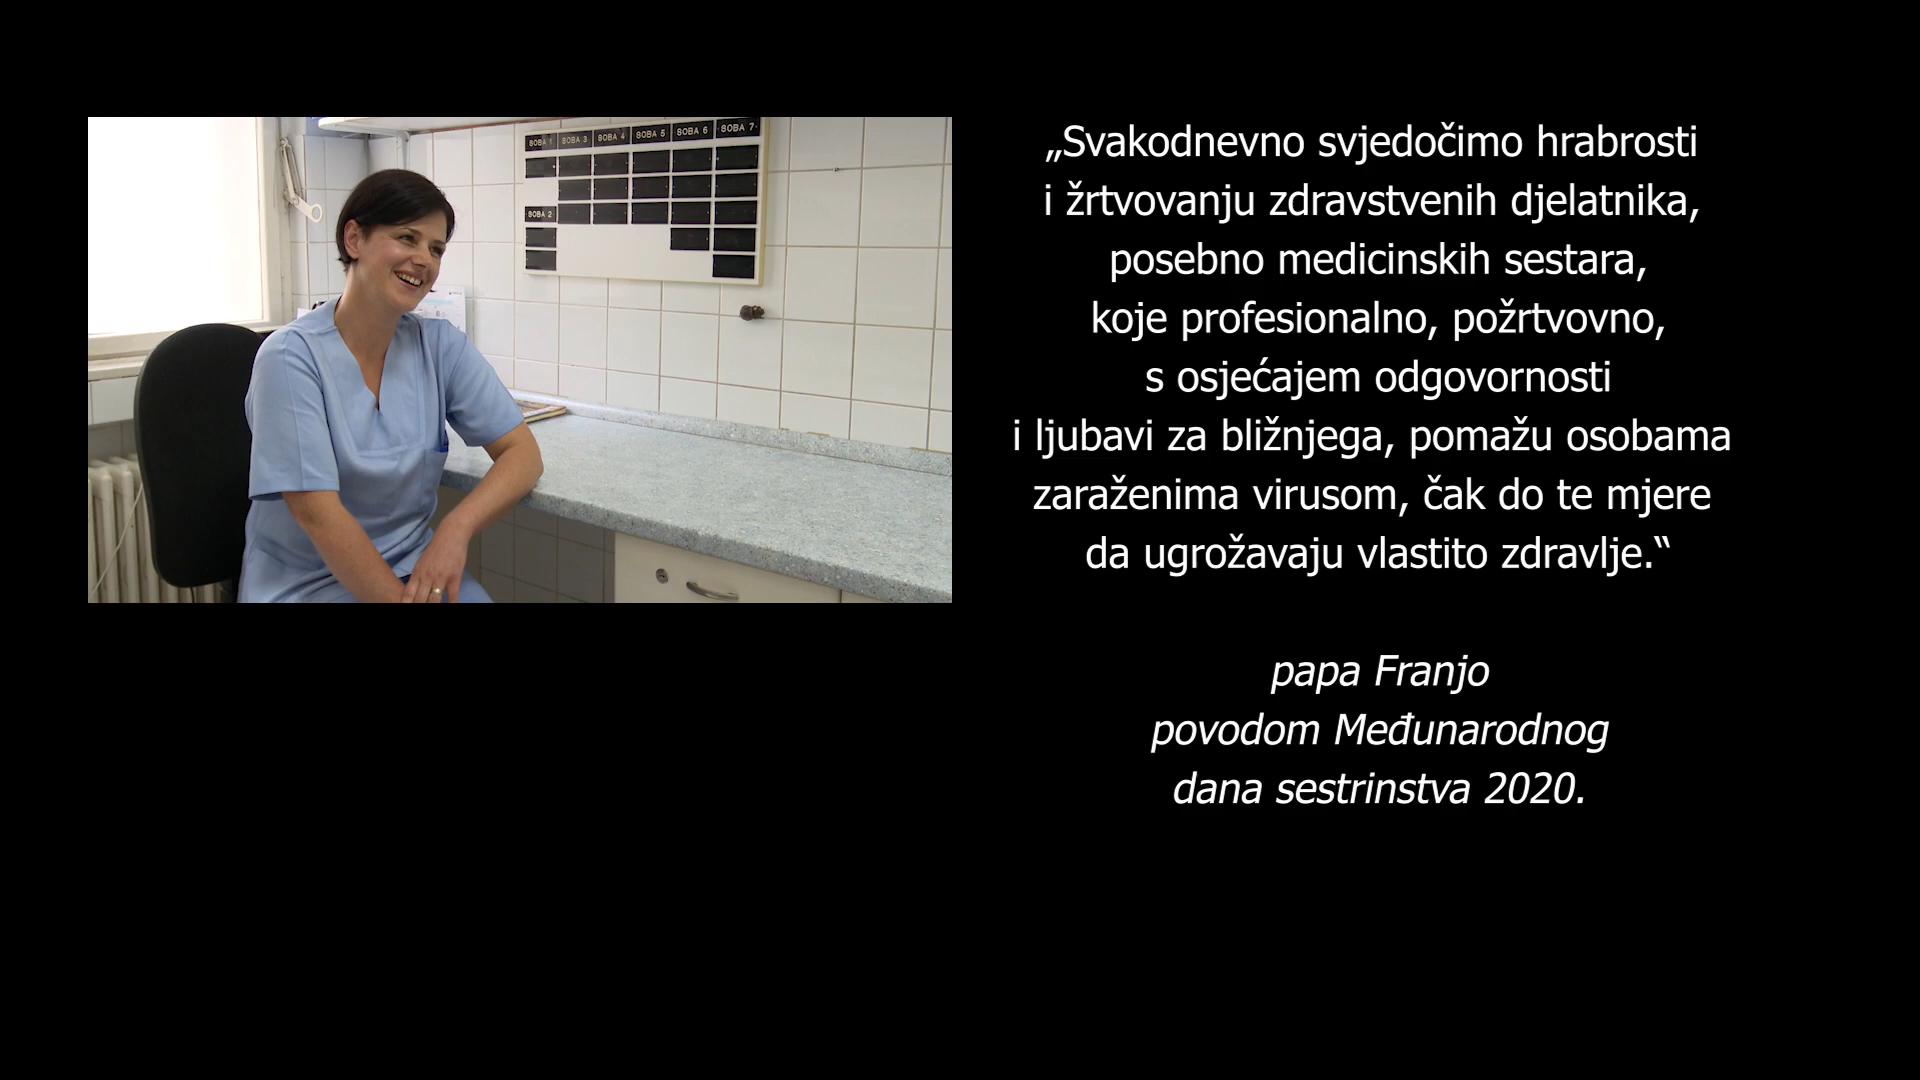 SOBA 1 SOBA 3 SOBA 4 SOBA 5 SOBA 6 SOBA 7
SOBA 2
„Svakodnevno svjedočimo hrabrosti
i žrtvovanju zdravstvenih djelatnika,
posebno medicinskih sestara,
koje profesionalno, požrtvovno,
s osjećajem odgovornosti
i ljubavi za bližnjega, pomažu osobama
zaraženima virusom, čak do te mjere
da ugrožavaju vlastito zdravlje.“
papa Franjo
povodom Međunarodnog
dana sestrinstva 2020.